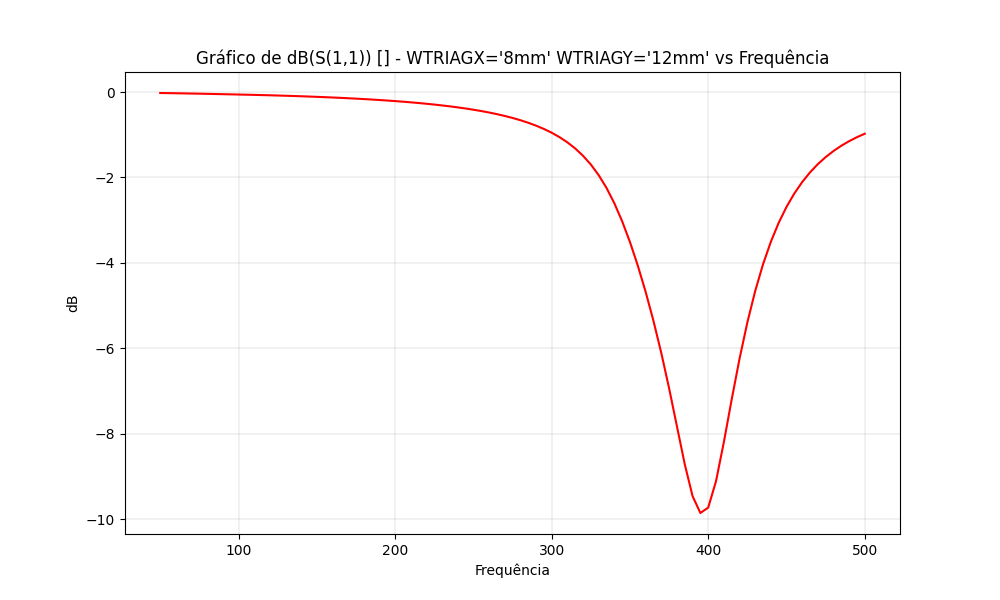 Gráfico de dB(S(1,1)) [] - WTRIAGX='8mm' WTRIAGY='12mm' vs Frequência
dB
0
−2
−4
−6
−8
−10
100 200 300 400 500
Frequência